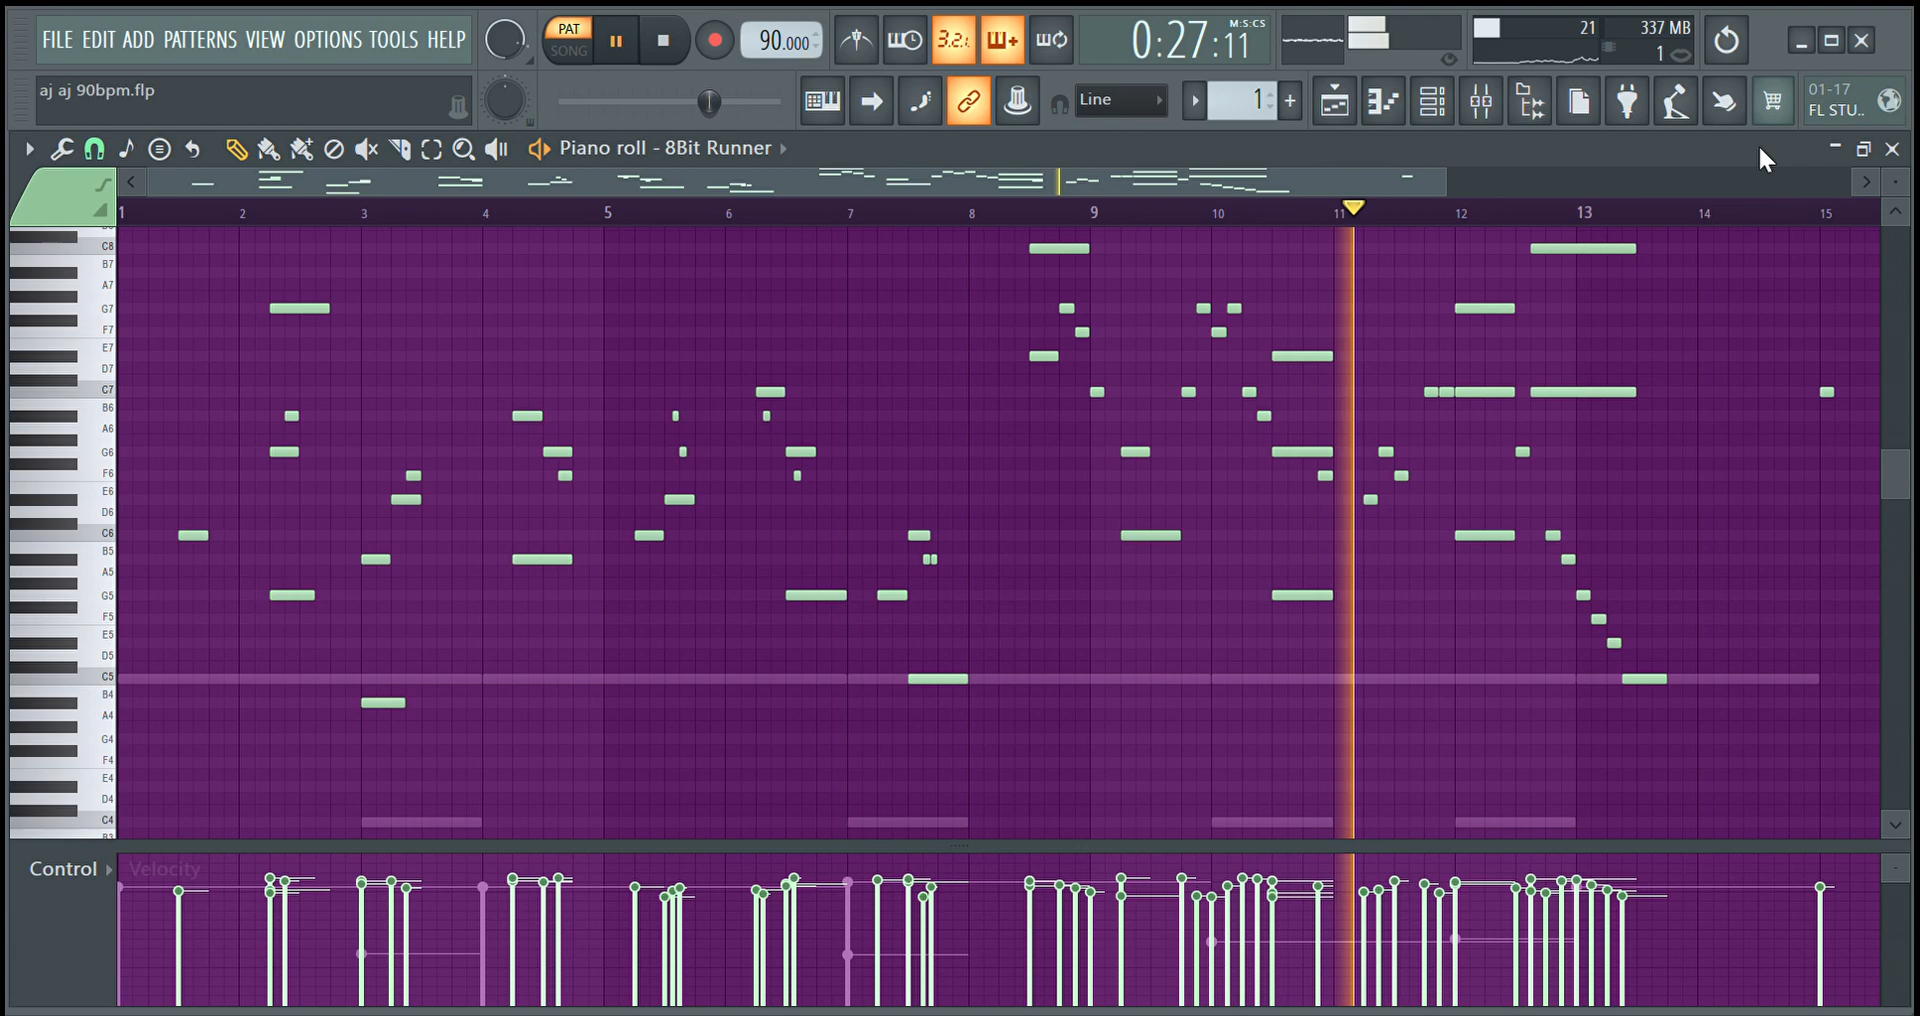 FILE EDIT ADD PATTERNS VIEW OPTIONS TOOLS HELP
PAT
SONG
90.000
3.2.
0:27:11
M:S:CS
21
337 MB
1
aj aj 90bpm.flp
Line
1
01-17
FL STU..
Piano roll - 8Bit Runner
1 2 3 4 5 6 7 8 9 10 11 12 13 14 15
C8
B7
A7
G7
F7
E7
D7
C7
B6
A6
G6
F6
E6
D6
C6
B5
A5
G5
F5
E5
D5
C5
B4
A4
G4
F4
E4
D4
C4
B3
Control
Velocity